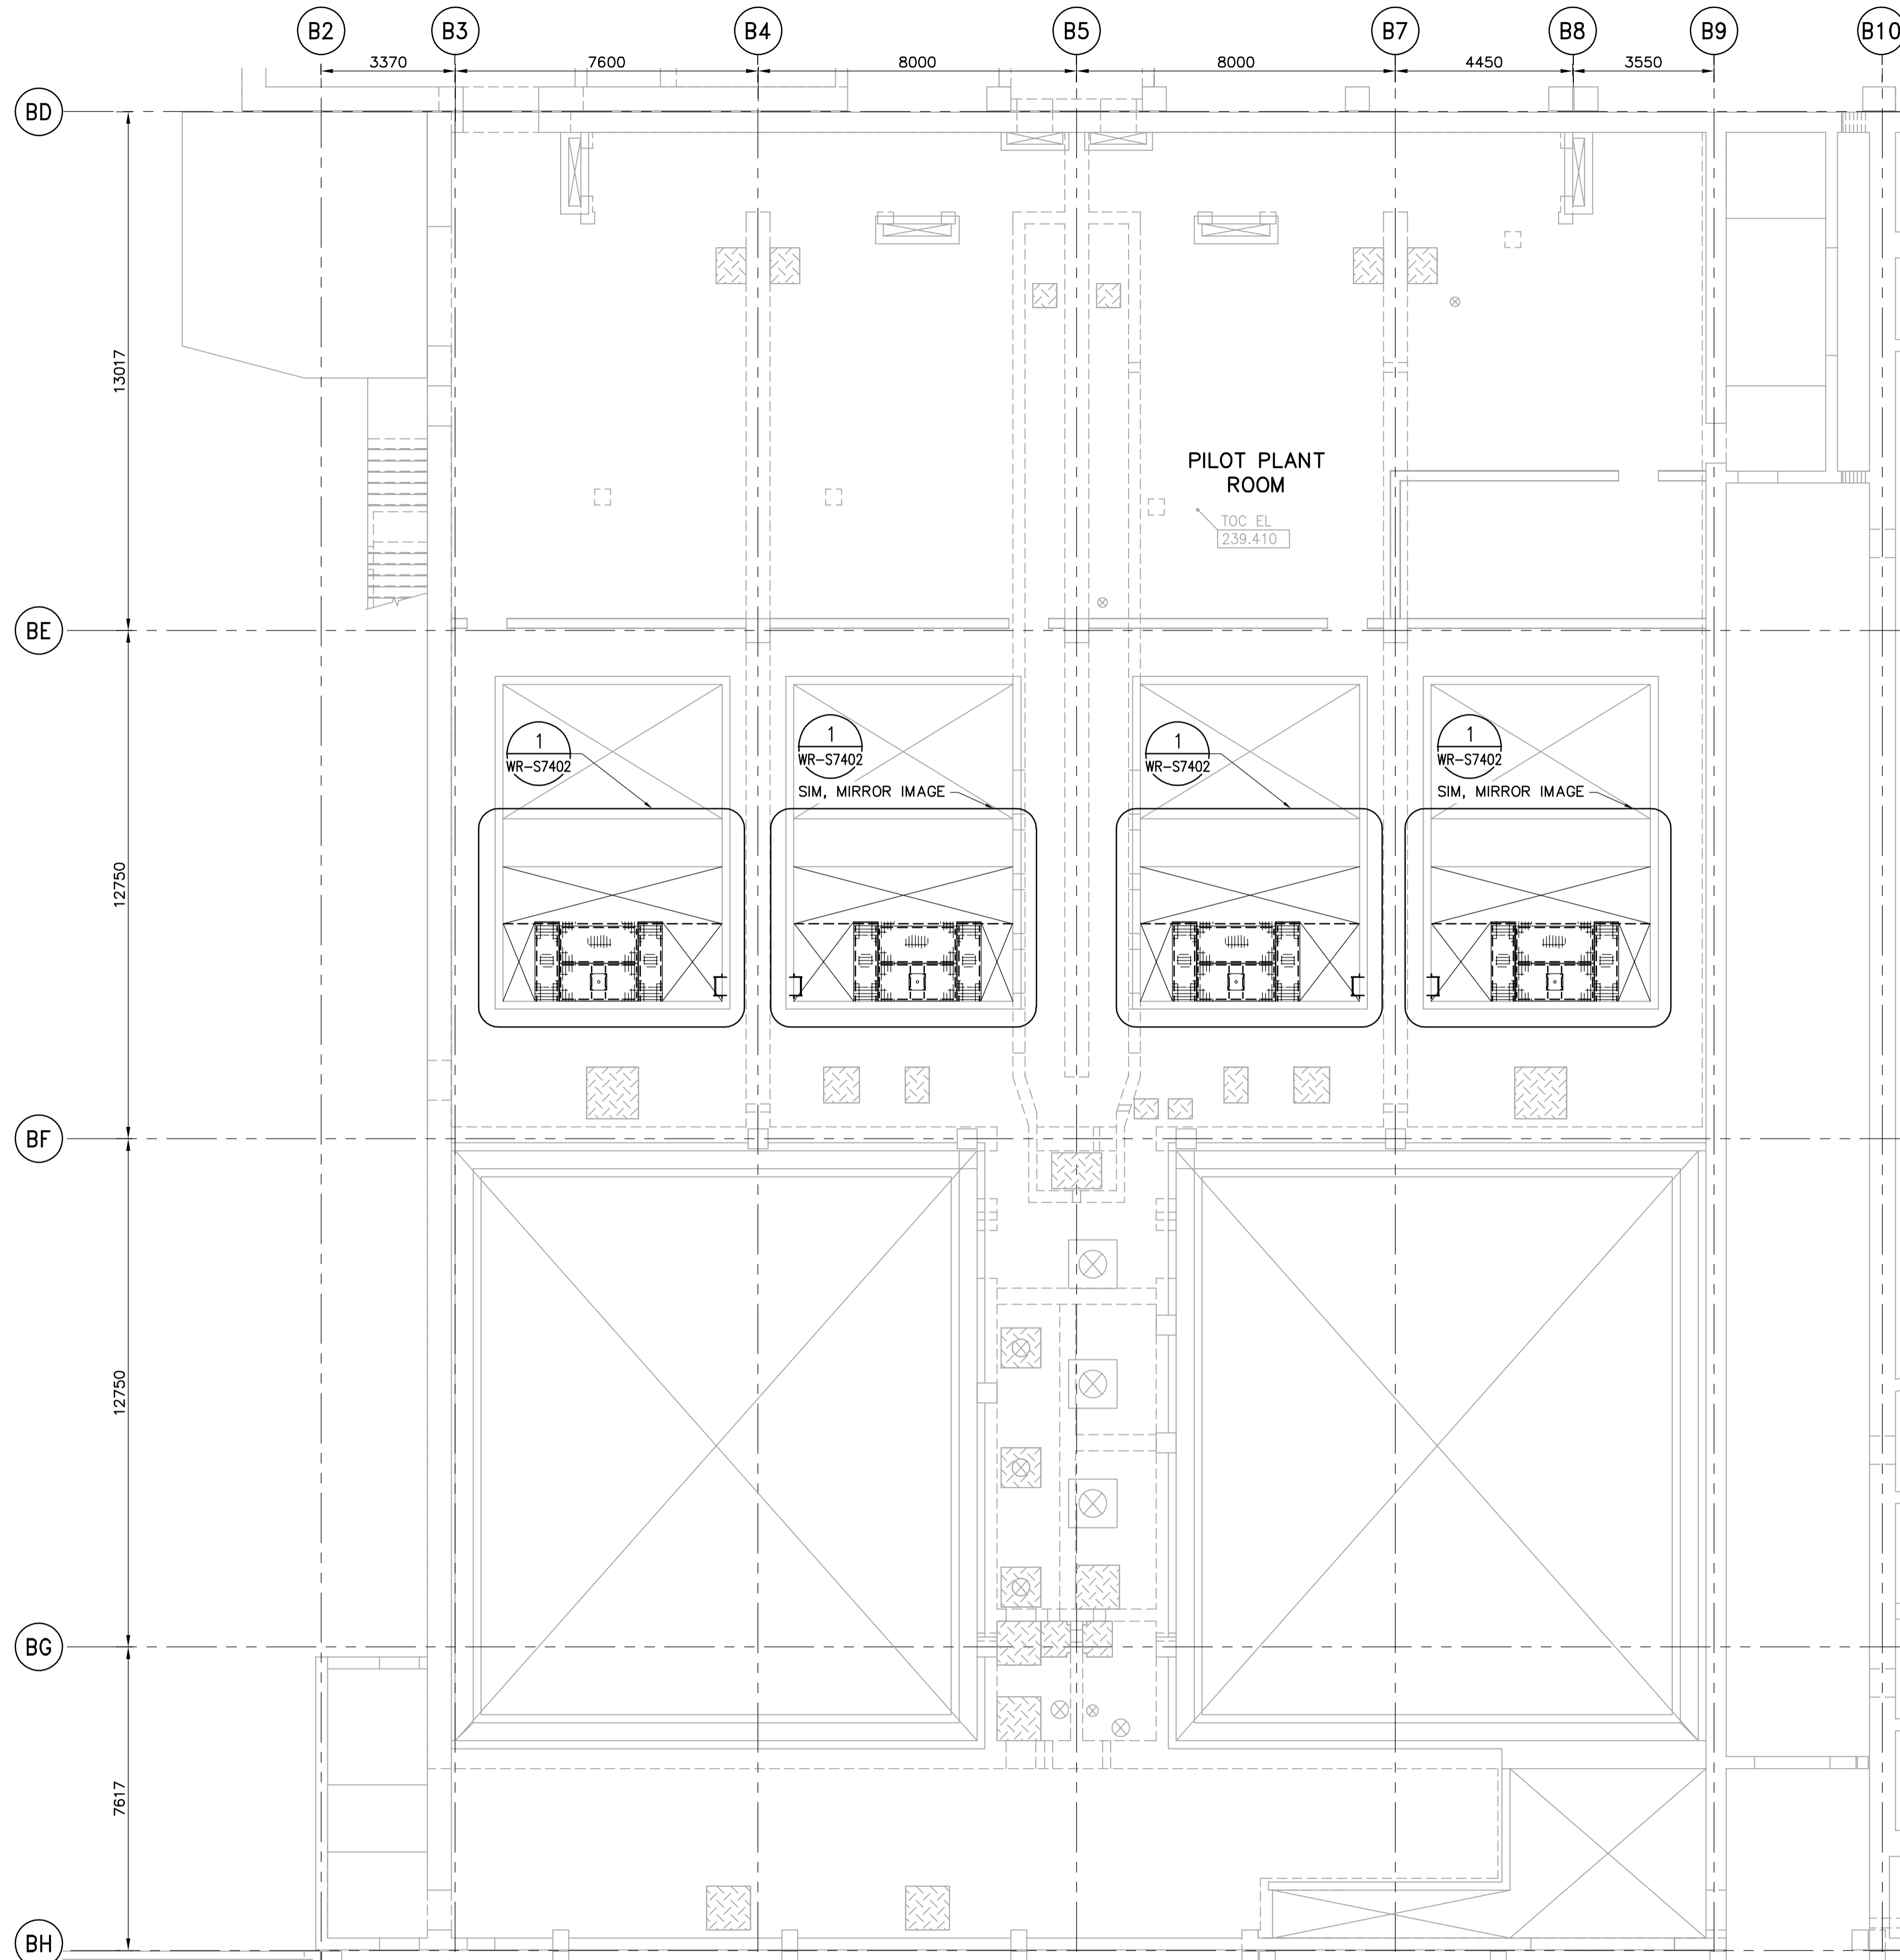 B2
B3
B4
B5
B7
B8
B9
B10
3370
7600
8000
8000
4450
3550
BD
13017
PILOT PLANT
ROOM
TOC EL
239.410
BE
1
WR-S7402
1
WR-S7402
SIM, MIRROR IMAGE
1
WR-S7402
1
WR-S7402
SIM, MIRROR IMAGE
12750
BF
12750
BG
7617
BH